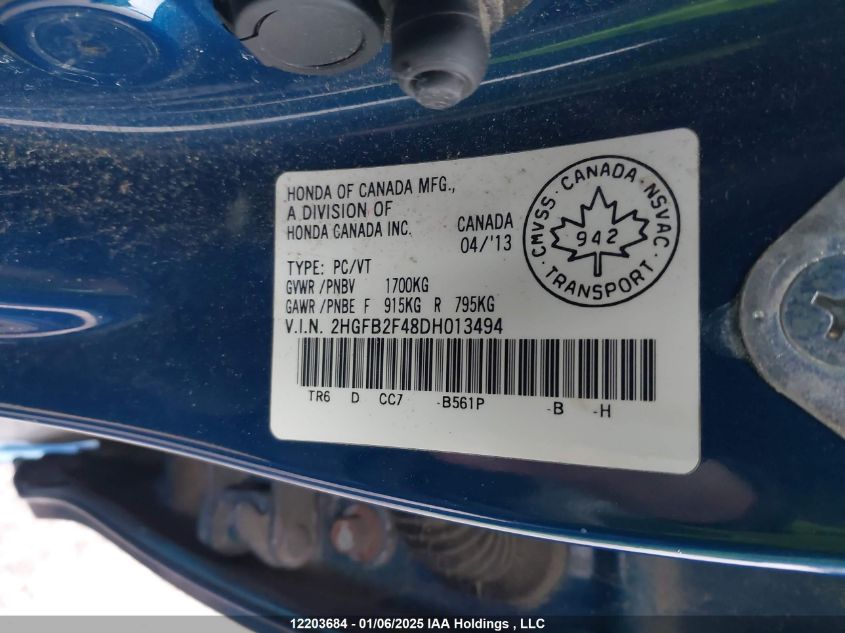 HONDA OF CANADA MFG.,
A DIVISION OF
HONDA CANADA INC.
CANADA
04/'13
TYPE: PC/VT
GVWR /PNBV 1700KG
GAWR /PNBE F 915KG R 795KG
V.I.N. 2HGFB2F48DH013494
TR6 D CC7 -B561P -B -H
CMVSS · CANADA · NSVAC
942
TRANSPORT
12203684 - 01/06/2025 IAA Holdings , LLC